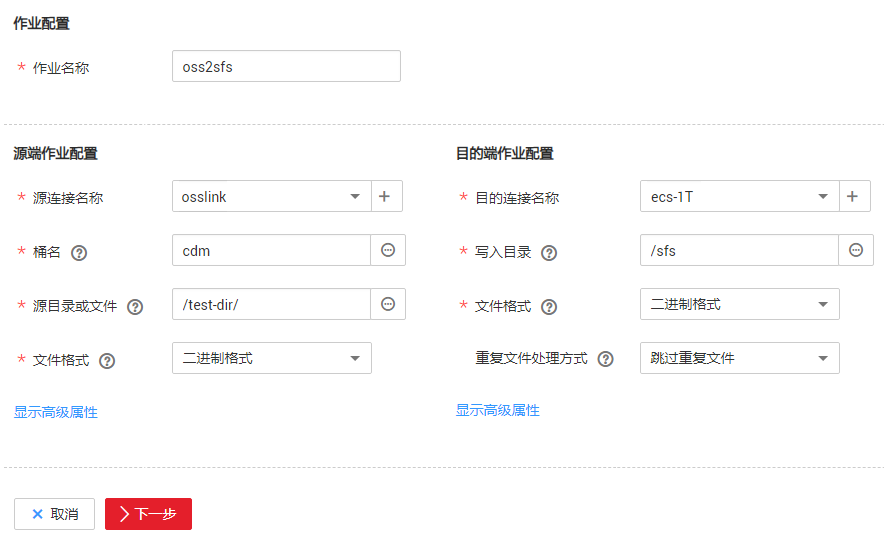 作业配置
* 作业名称 oss2sfs
源端作业配置
* 源连接名称 osslink
* 桶名 cdm
* 源目录或文件 /test-dir/
* 文件格式 二进制格式
显示高级属性
目的端作业配置
* 目的连接名称 ecs-1T
* 写入目录 /sfs
* 文件格式 二进制格式
重复文件处理方式 跳过重复文件
显示高级属性
取消
下一步